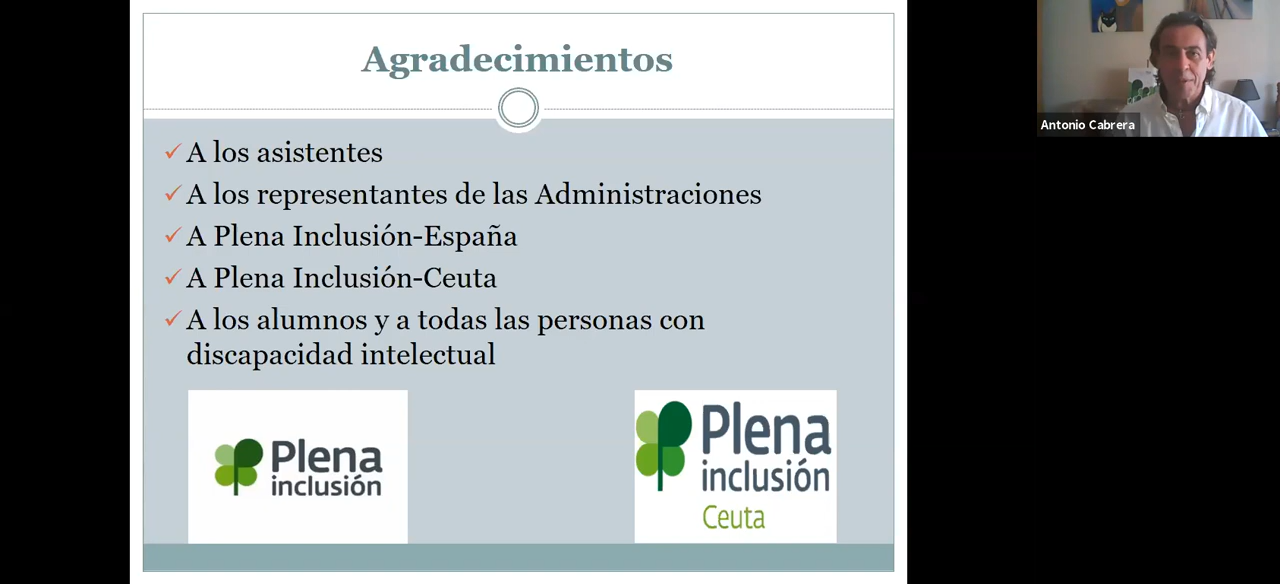 Agradecimientos
A los asistentes
A los representantes de las Administraciones
A Plena Inclusión-España
A Plena Inclusión-Ceuta
A los alumnos y a todas las personas con
discapacidad intelectual
Plena
inclusión
Plena
inclusión
Ceuta
Antonio Cabrera